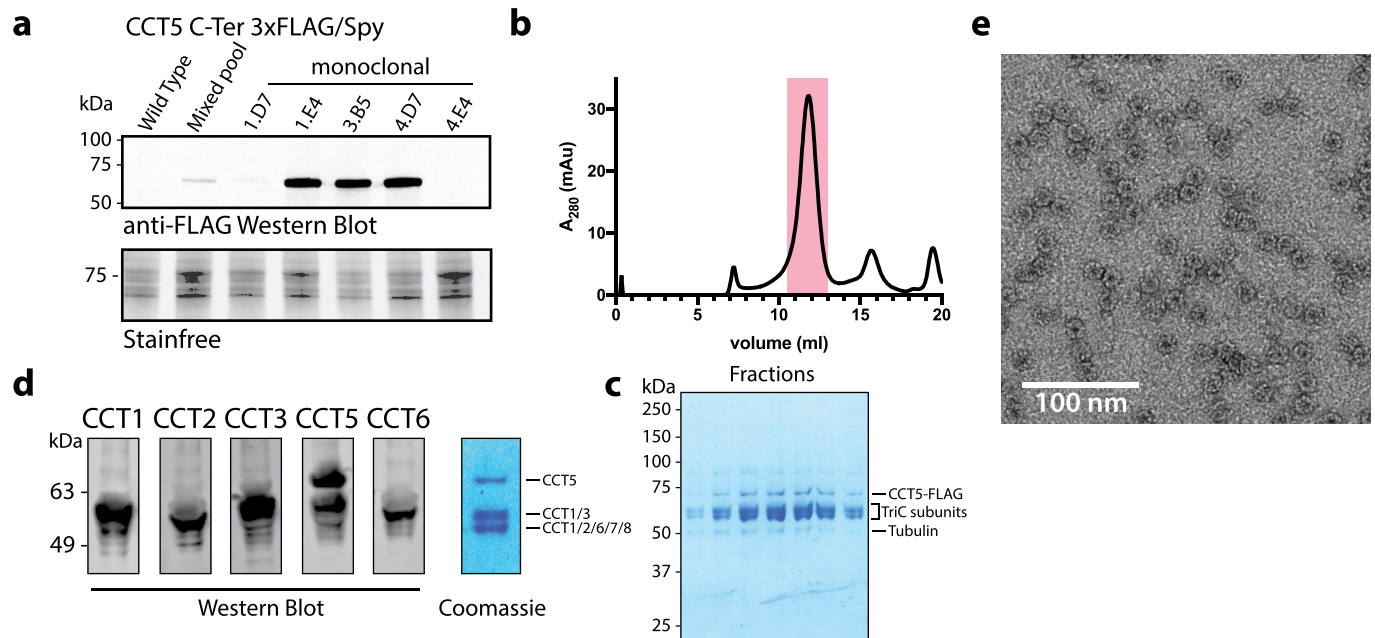 a
CCT5 C-Ter 3xFLAG/Spy
monoclonal
kDa
Wild Type
Mixed pool
1.D7
1.E4
3.B5
4.D7
4.E4
100
75
50
anti-FLAG Western Blot
75
Stainfree
b
A280 (mAu)
30
20
10
0
0 5 10 15 20
volume (ml)
e
100 nm
d
CCT1 CCT2 CCT3 CCT5 CCT6
kDa
63
49
CCT5
CCT1/3
CCT1/2/6/7/8
Western Blot
Coomassie
c
Fractions
kDa
250
150
100
75
50
37
25
CCT5-FLAG
TriC subunits
Tubulin